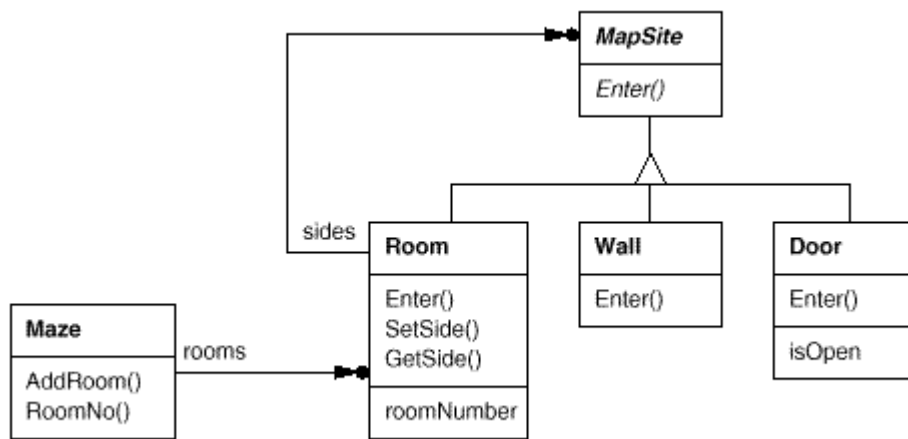 MapSite
Enter()
sides
Room
Enter()
SetSide()
GetSide()
roomNumber
Wall
Enter()
Door
Enter()
isOpen
Maze
AddRoom()
RoomNo()
rooms